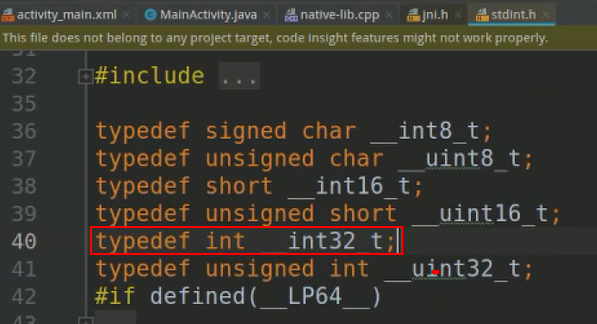 activity_main.xml × MainActivity.java × native-lib.cpp × jni.h × stdint.h ×
This file does not belong to any project target, code insight features might not work properly.
32 #include ...
35
36 typedef signed char __int8_t;
37 typedef unsigned char __uint8_t;
38 typedef short __int16_t;
39 typedef unsigned short __uint16_t;
40 typedef int __int32_t;
41 typedef unsigned int __uint32_t;
42 #if defined(__LP64__)
43 ...